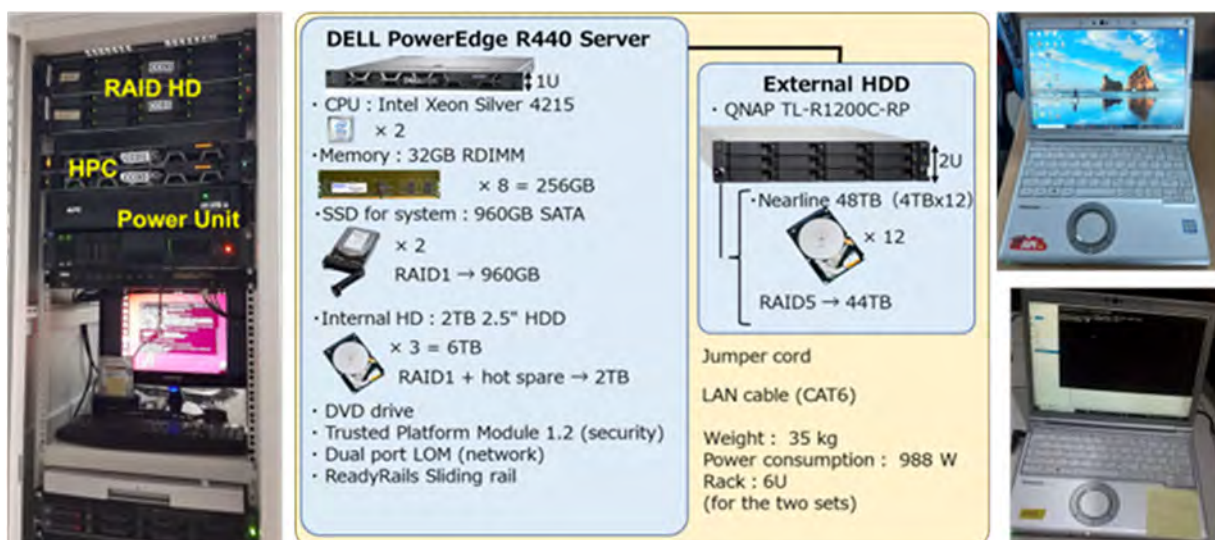 RAID HD
HPC
Power Unit
DELL PowerEdge R440 Server
1U
・CPU : Intel Xeon Silver 4215
× 2
・Memory : 32GB RDIMM
× 8 = 256GB
・SSD for system : 960GB SATA
× 2
RAID1 → 960GB
・Internal HD : 2TB 2.5" HDD
× 3 = 6TB
RAID1 + hot spare → 2TB
・DVD drive
・Trusted Platform Module 1.2 (security)
・Dual port LOM (network)
・ReadyRails Sliding rail
External HDD
・QNAP TL-R1200C-RP
2U
・Nearline 48TB (4TBx12)
× 12
RAID5 → 44TB
Jumper cord
LAN cable (CAT6)
Weight : 35 kg
Power consumption : 988 W
Rack : 6U
(for the two sets)